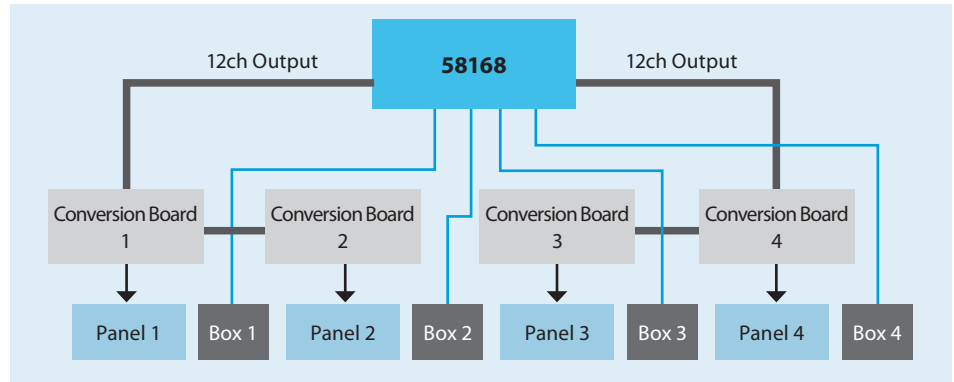 12ch Output
58168
12ch Output
Conversion Board
1
Conversion Board
2
Conversion Board
3
Conversion Board
4
Panel 1
Box 1
Panel 2
Box 2
Panel 3
Box 3
Panel 4
Box 4